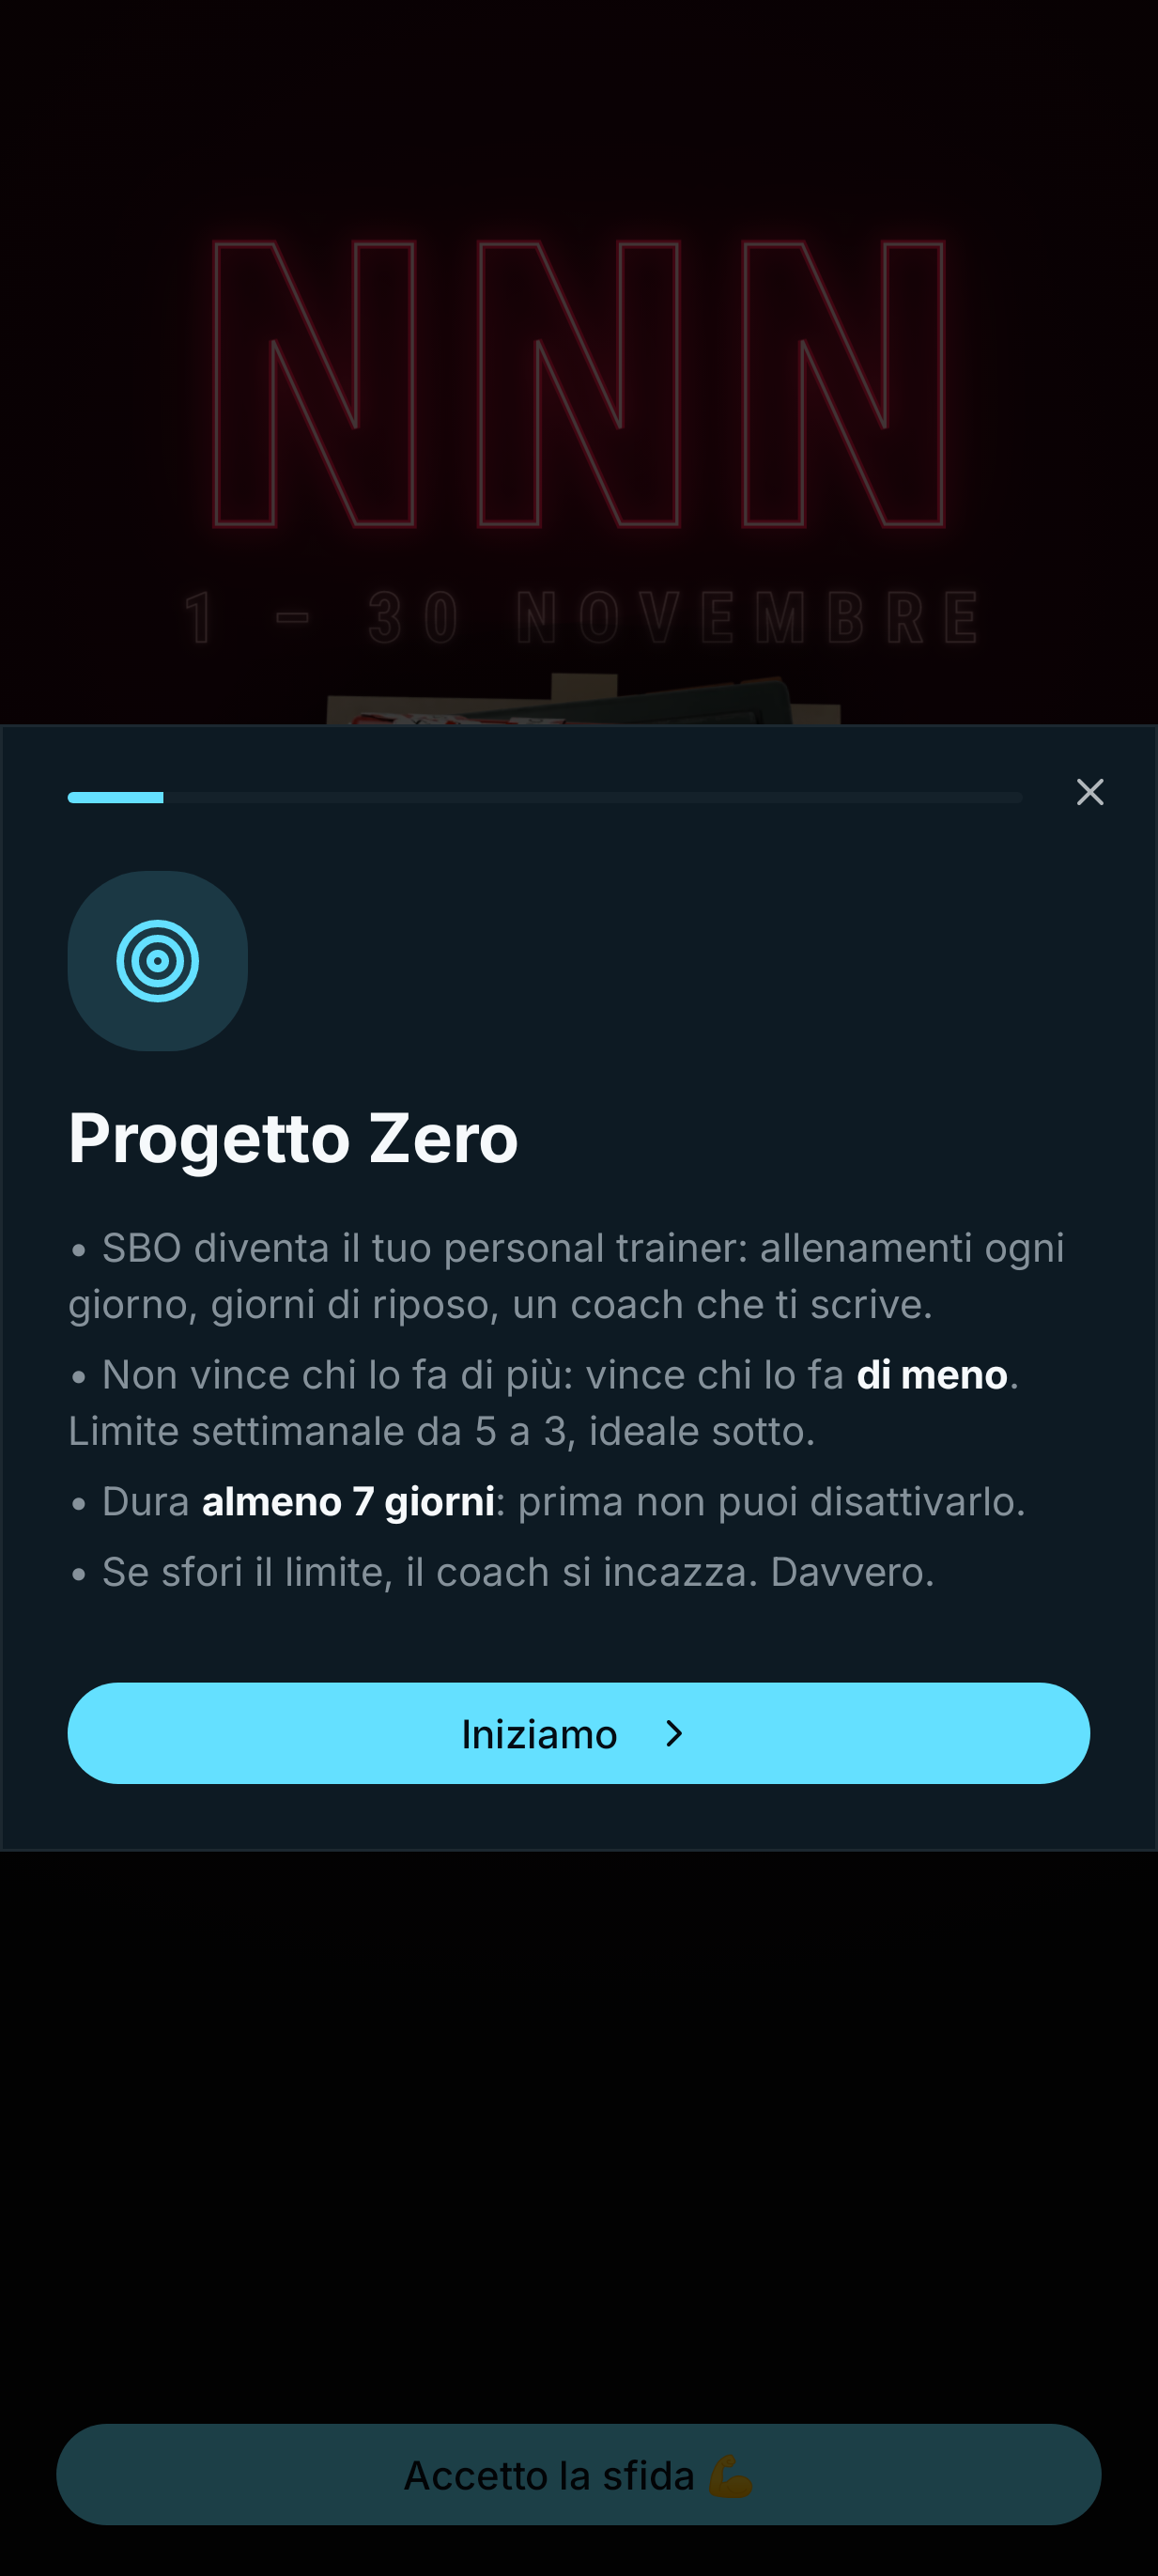 NNN
1 – 30 NOVEMBRE
Progetto Zero
• SBO diventa il tuo personal trainer: allenamenti ogni
giorno, giorni di riposo, un coach che ti scrive.
• Non vince chi lo fa di più: vince chi lo fa di meno.
Limite settimanale da 5 a 3, ideale sotto.
• Dura almeno 7 giorni: prima non puoi disattivarlo.
• Se sfori il limite, il coach si incazza. Davvero.
Iniziamo
Accetto la sfida 💪